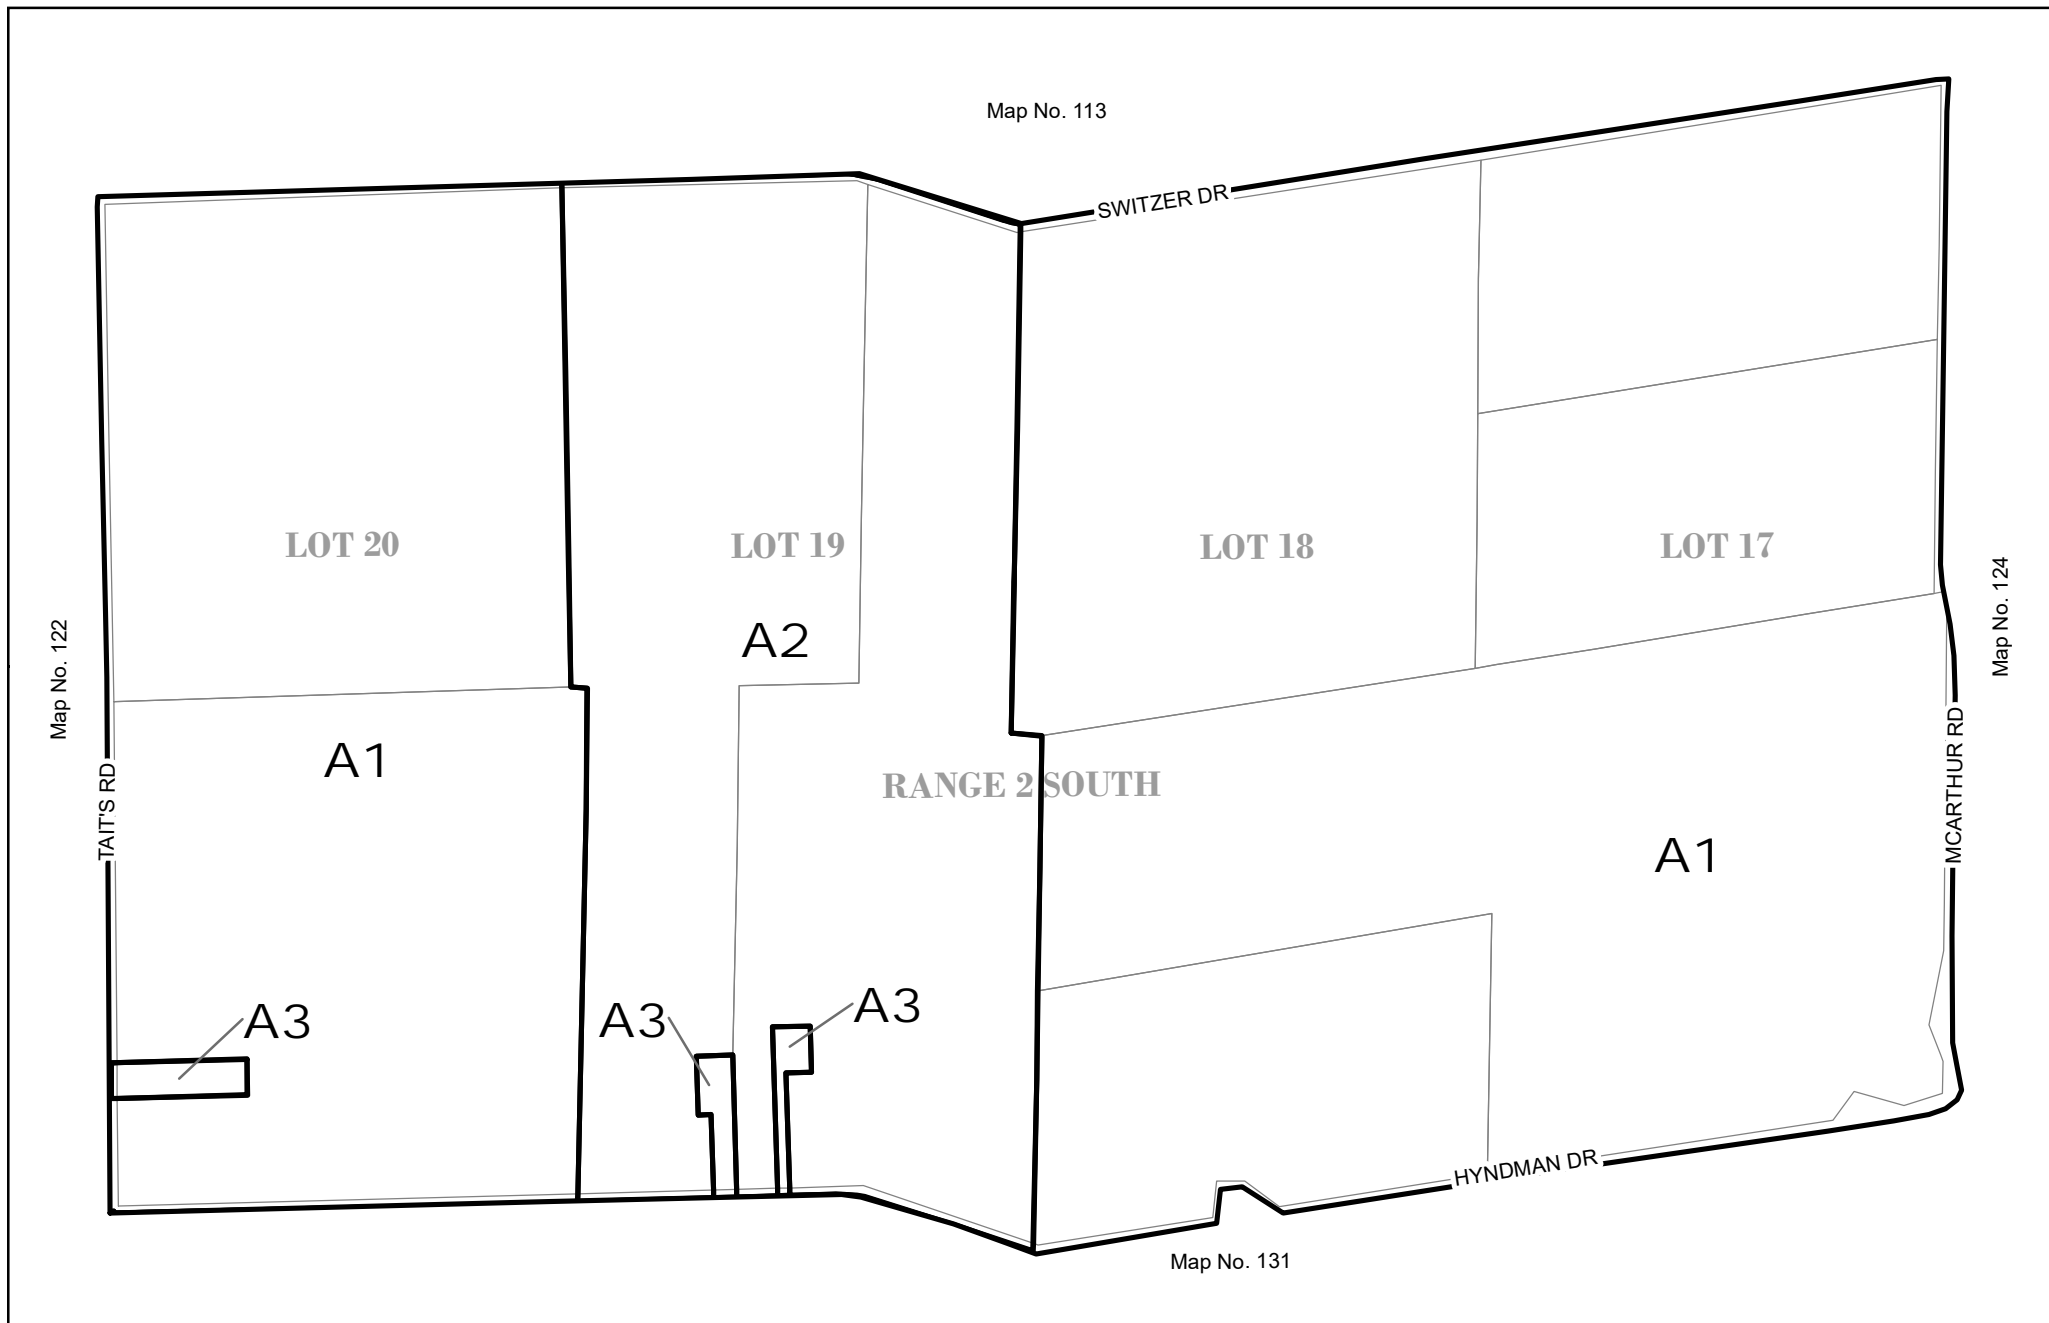 Map No. 113
SWITZER DR
LOT 20
LOT 19
LOT 18
LOT 17
Map No. 122
A2
Map No. 124
A1
RANGE 2 SOUTH
TAIT'S RD
MCARTHUR RD
A1
A3
A3
A3
HYNDMAN DR
Map No. 131